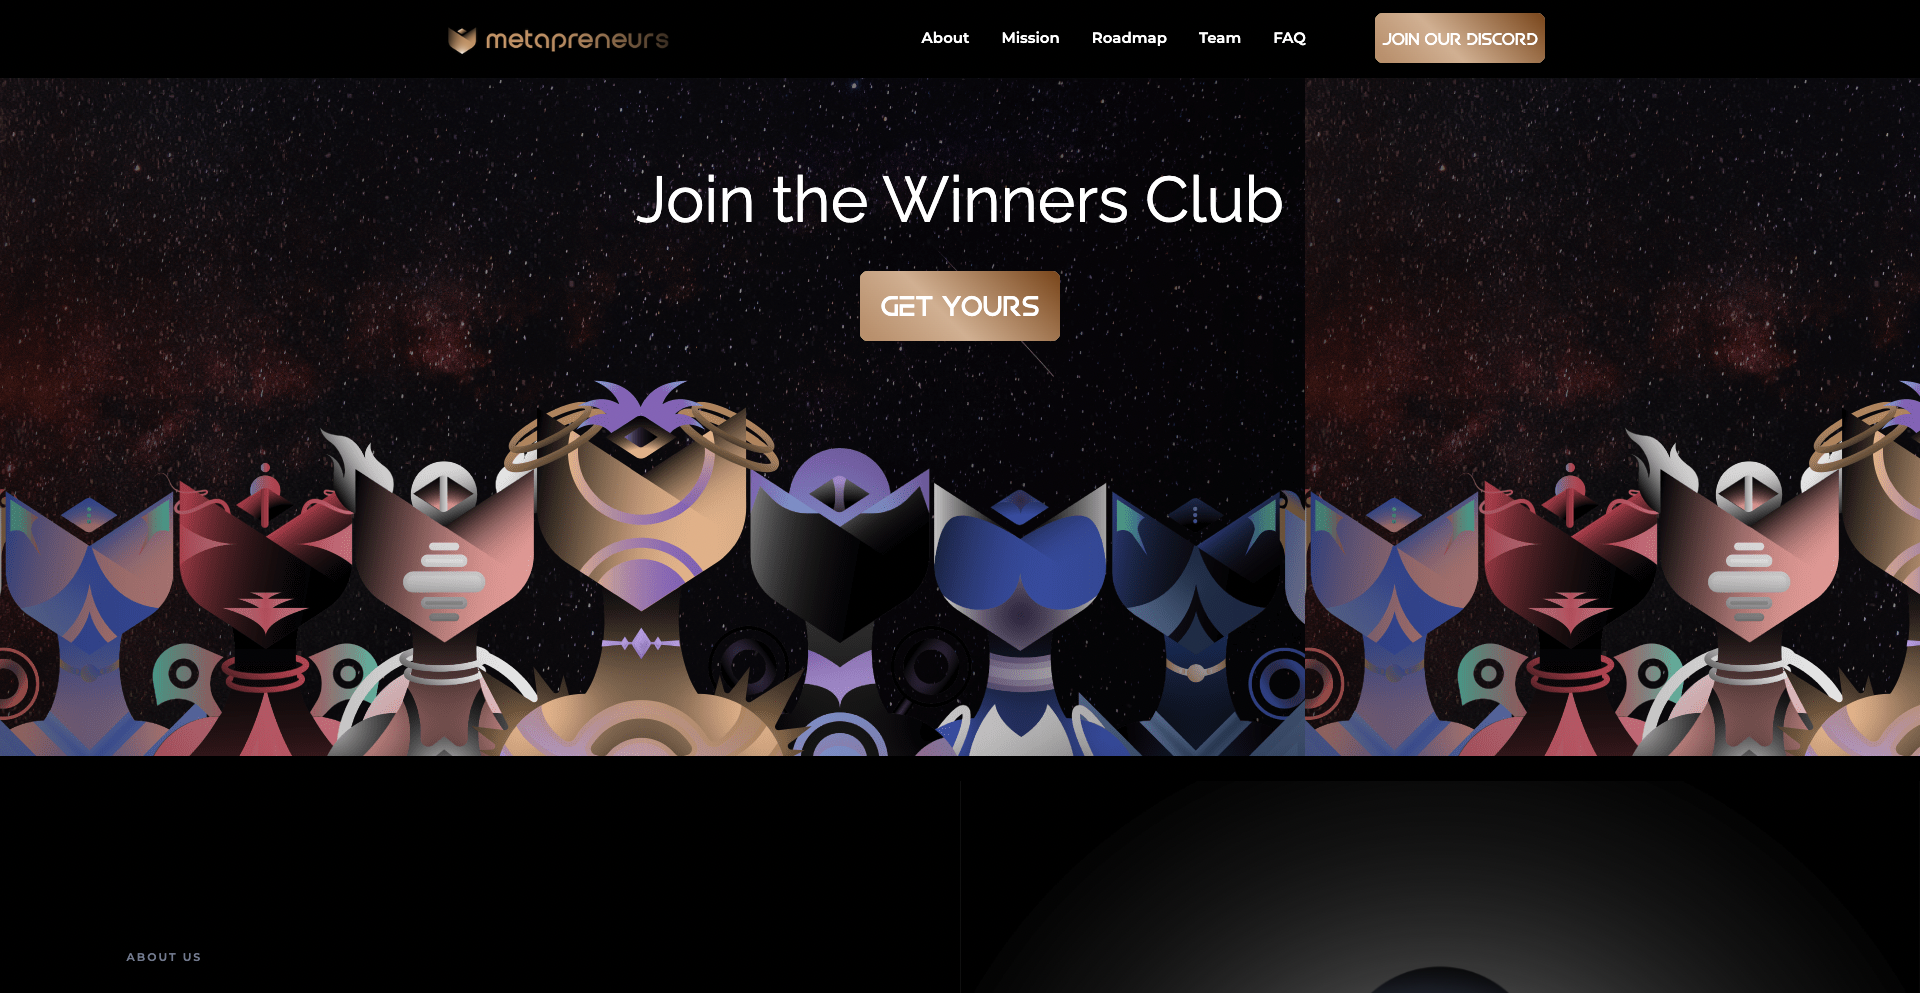 metapreneurs
About
Mission
Roadmap
Team
FAQ
JOIN OUR DISCORD
Join the Winners Club
GET YOURS
ABOUT US